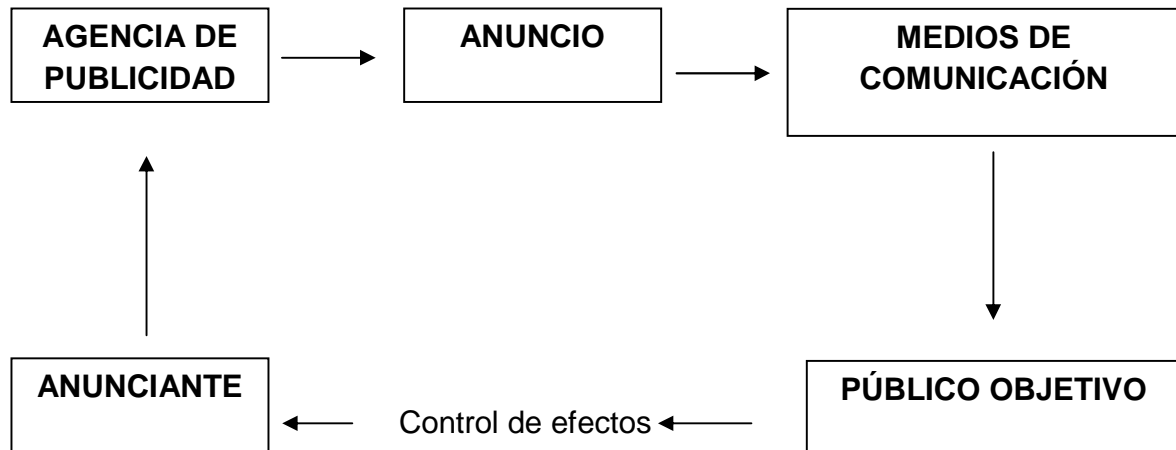 AGENCIA DE
PUBLICIDAD
ANUNCIO
MEDIOS DE
COMUNICACIÓN
ANUNCIANTE
Control de efectos
PÚBLICO OBJETIVO